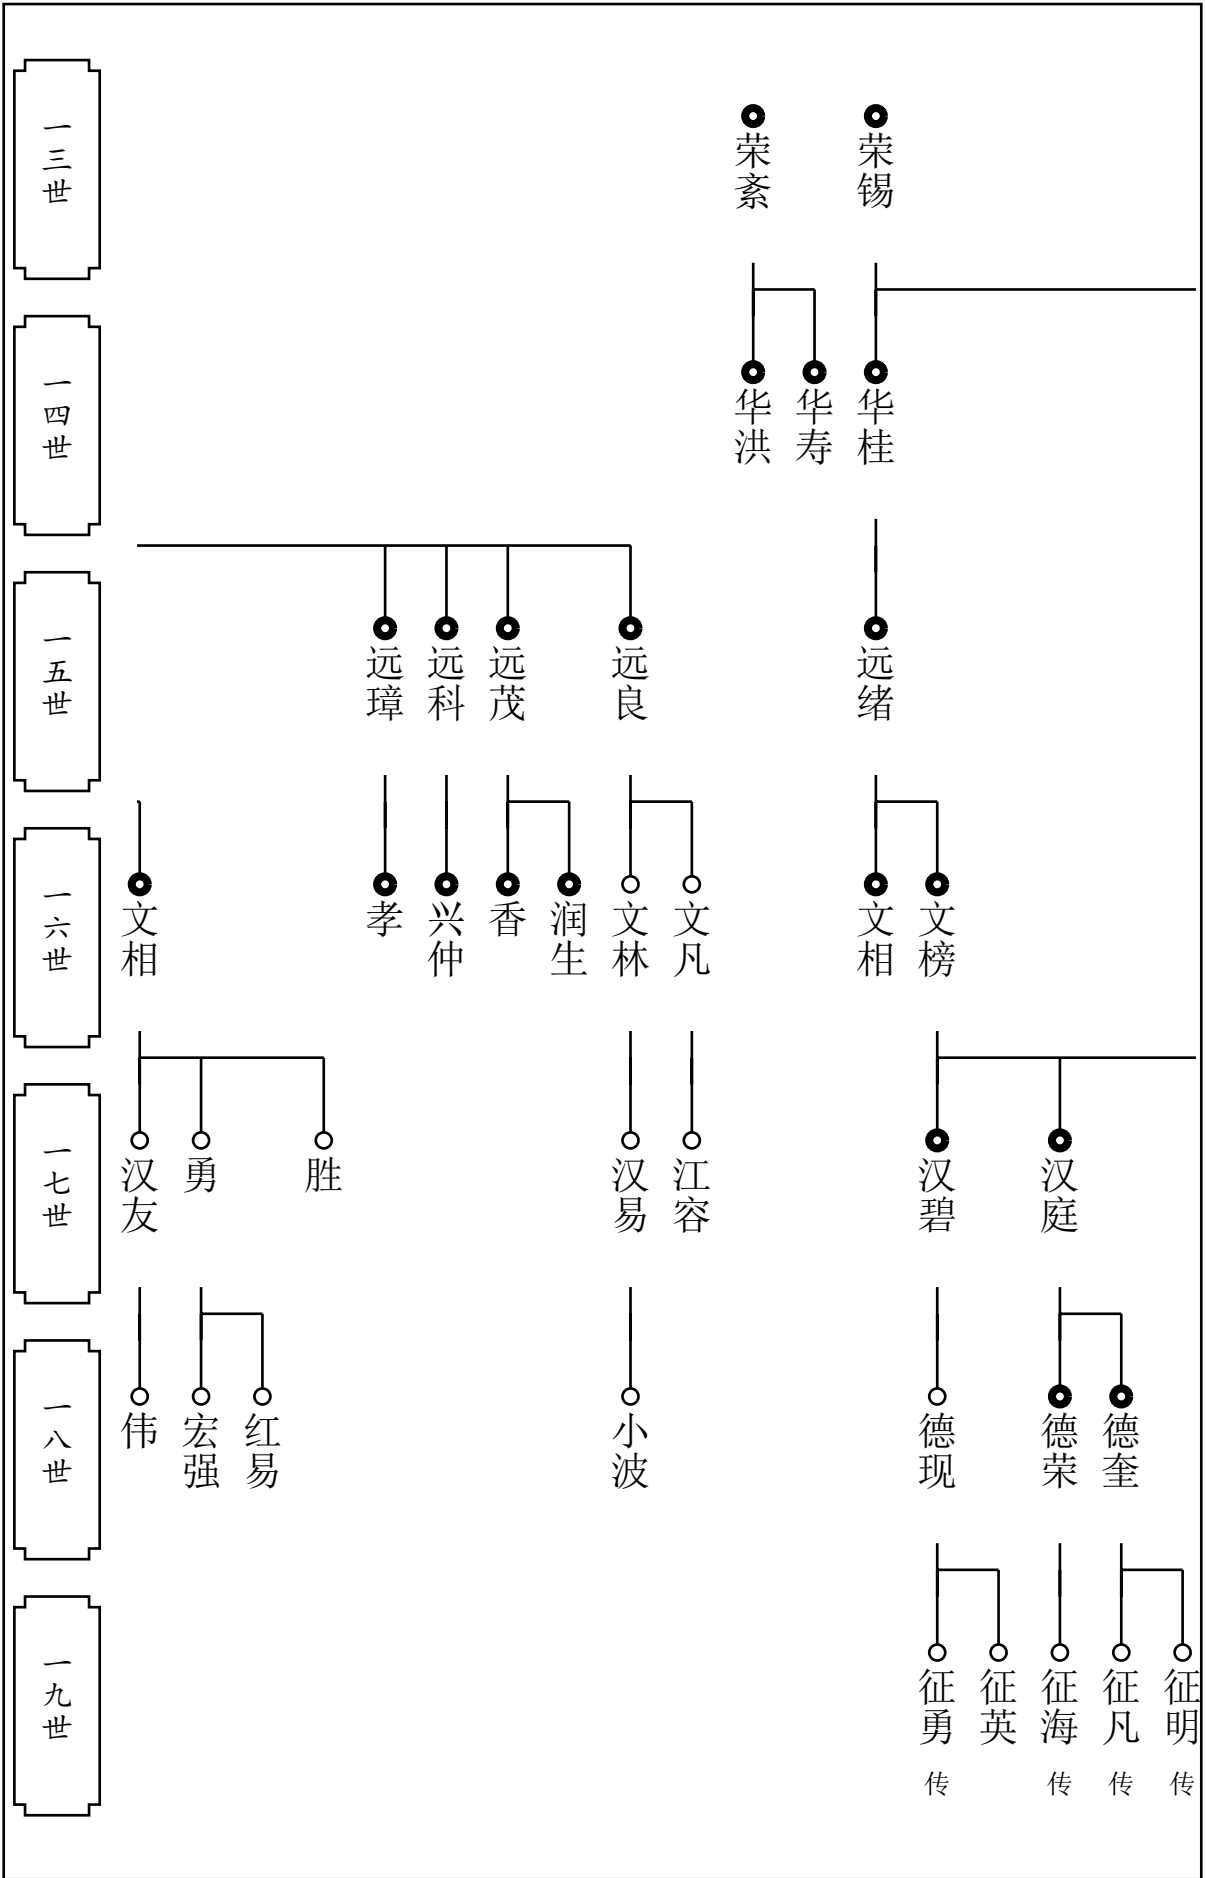 一三世
荣紊
荣锡
一四世
华洪
华寿
华桂
一五世
远璋
远科
远茂
远良
远绪
一六世
文相
孝
兴仲
香
润生
文林
文凡
文相
文榜
一七世
汉友
勇
胜
汉易
江容
汉碧
汉庭
一八世
伟
宏强
红易
小波
德现
德荣
德奎
一九世
征勇
征英
征海
征凡
征明
传
传
传
传